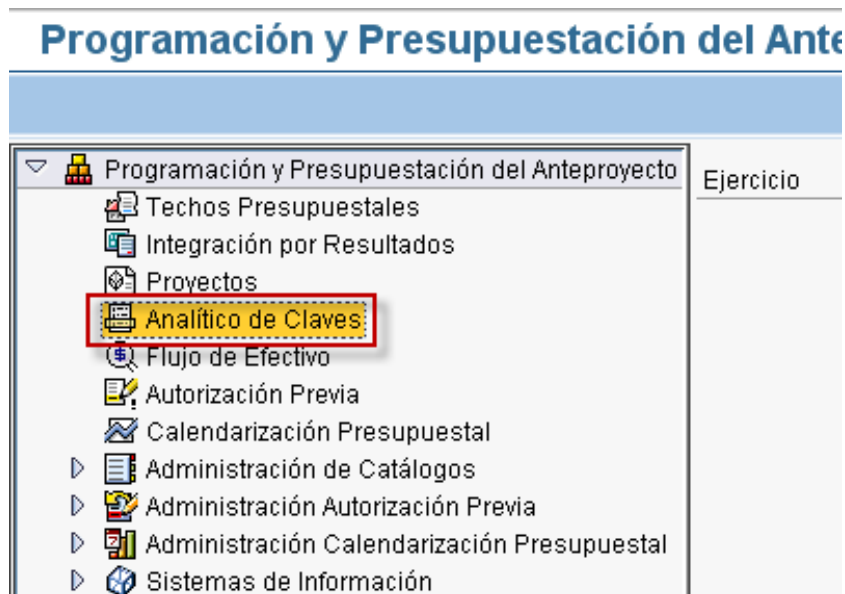 Programación y Presupuestación del Ante
Programación y Presupuestación del Anteproyecto
Ejercicio
Techos Presupuestales
Integración por Resultados
Proyectos
Analítico de Claves
Flujo de Efectivo
Autorización Previa
Calendarización Presupuestal
Administración de Catálogos
Administración Autorización Previa
Administración Calendarización Presupuestal
Sistemas de Información